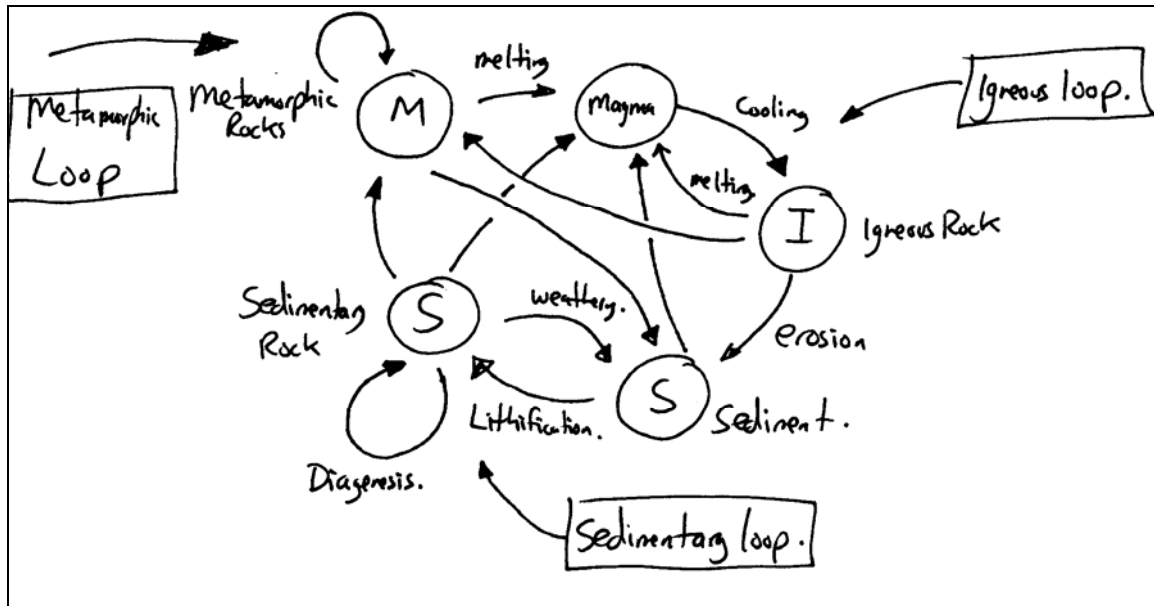 Metamorphic
Loop
Metamorphic
Rocks
M
melting
Magma
Cooling
Igneous loop.
melting
I
Igneous Rock
Sedimentary
Rock
S
weatherg.
erosion
Lithification.
S
Sediment.
Diagenesis.
Sedimentary loop.